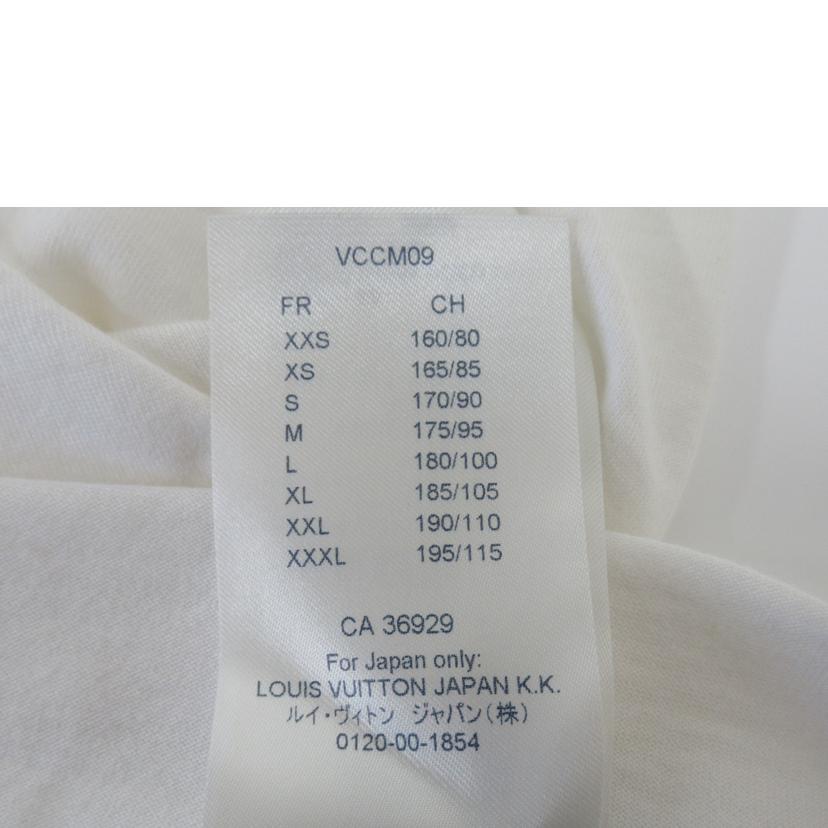 VCCM09
FR CH
XXS 160/80
XS 165/85
S 170/90
M 175/95
L 180/100
XL 185/105
XXL 190/110
XXXL 195/115
CA 36929
For Japan only:
LOUIS VUITTON JAPAN K.K.
ルイ・ヴィトン ジャパン(株)
0120-00-1854